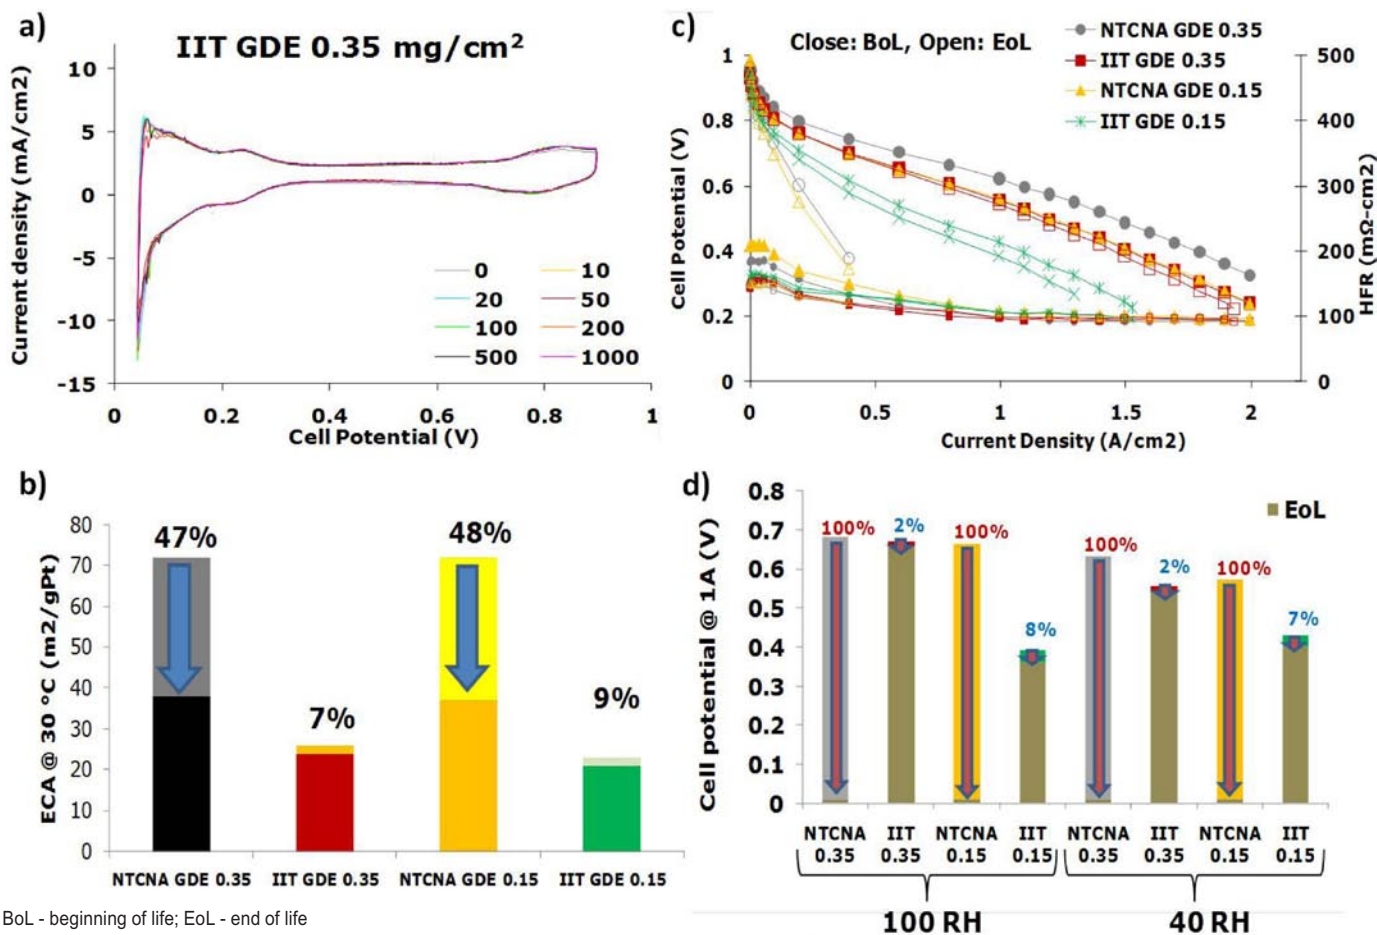 a)
IIT GDE 0.35 mg/cm²
Current density (mA/cm2)
10
5
0
-5
-10
-15
0 10
20 50
100 200
500 1000
0 0.2 0.4 0.6 0.8 1
Cell Potential (V)
c)
Close: BoL, Open: EoL
NTCNA GDE 0.35
IIT GDE 0.35
NTCNA GDE 0.15
IIT GDE 0.15
Cell Potential (V)
1
0.8
0.6
0.4
0.2
0
HFR (mΩ-cm2)
500
400
300
200
100
0
0 0.5 1 1.5 2
Current Density (A/cm2)
b)
ECA @ 30 °C (m2/gPt)
80
70
60
50
40
30
20
10
0
47%
7%
48%
9%
NTCNA GDE 0.35 IIT GDE 0.35 NTCNA GDE 0.15 IIT GDE 0.15
BoL - beginning of life; EoL - end of life
d)
Cell potential @ 1A (V)
0.8
0.7
0.6
0.5
0.4
0.3
0.2
0.1
0
EoL
100% 2% 100% 8% 100% 2% 100% 7%
NTCNA IIT NTCNA IIT NTCNA IIT NTCNA IIT
0.35 0.35 0.15 0.15 0.35 0.35 0.15 0.15
100 RH 40 RH